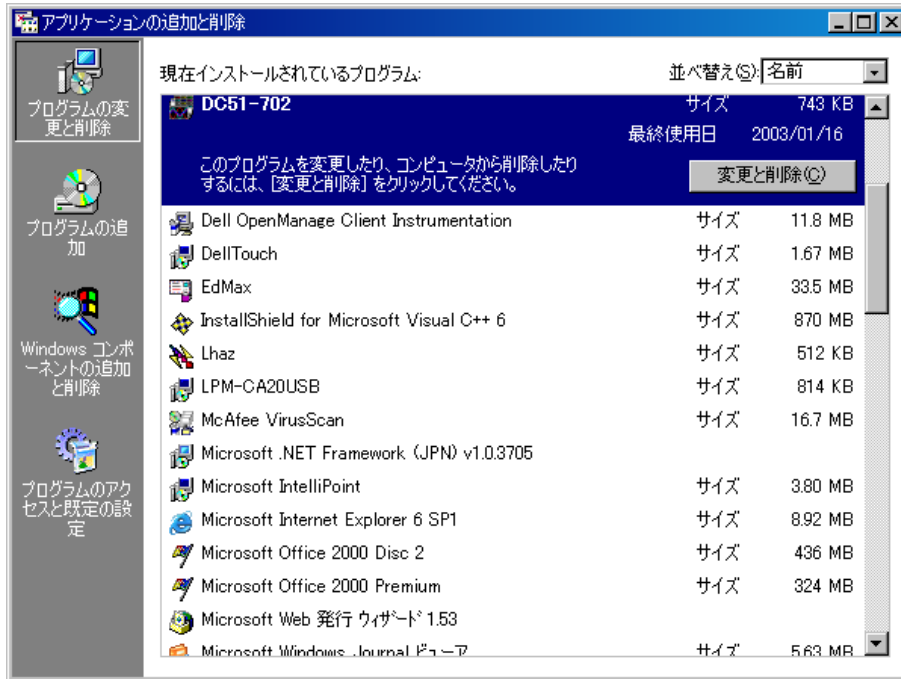 アプリケーションの追加と削除
プログラムの変
更と削除
プログラムの追
加
Windows コンポ
ーネントの追加
と削除
プログラムのアク
セスと既定の設
定
現在インストールされているプログラム: 並べ替え(S): 名前
DC51-702 サイズ 743 KB
最終使用日 2003/01/16
このプログラムを変更したり、コンピュータから削除したり
するには、[変更と削除] をクリックしてください。 変更と削除(C)
Dell OpenManage Client Instrumentation サイズ 11.8 MB
DellTouch サイズ 1.67 MB
EdMax サイズ 33.5 MB
InstallShield for Microsoft Visual C++ 6 サイズ 870 MB
Lhaz サイズ 512 KB
LPM-CA20USB サイズ 814 KB
McAfee VirusScan サイズ 16.7 MB
Microsoft .NET Framework (JPN) v1.0.3705
Microsoft IntelliPoint サイズ 3.80 MB
Microsoft Internet Explorer 6 SP1 サイズ 8.92 MB
Microsoft Office 2000 Disc 2 サイズ 436 MB
Microsoft Office 2000 Premium サイズ 324 MB
Microsoft Web 発行 ウィザード 1.53
Microsoft Windows Journal ビューア サイズ 5.63 MB